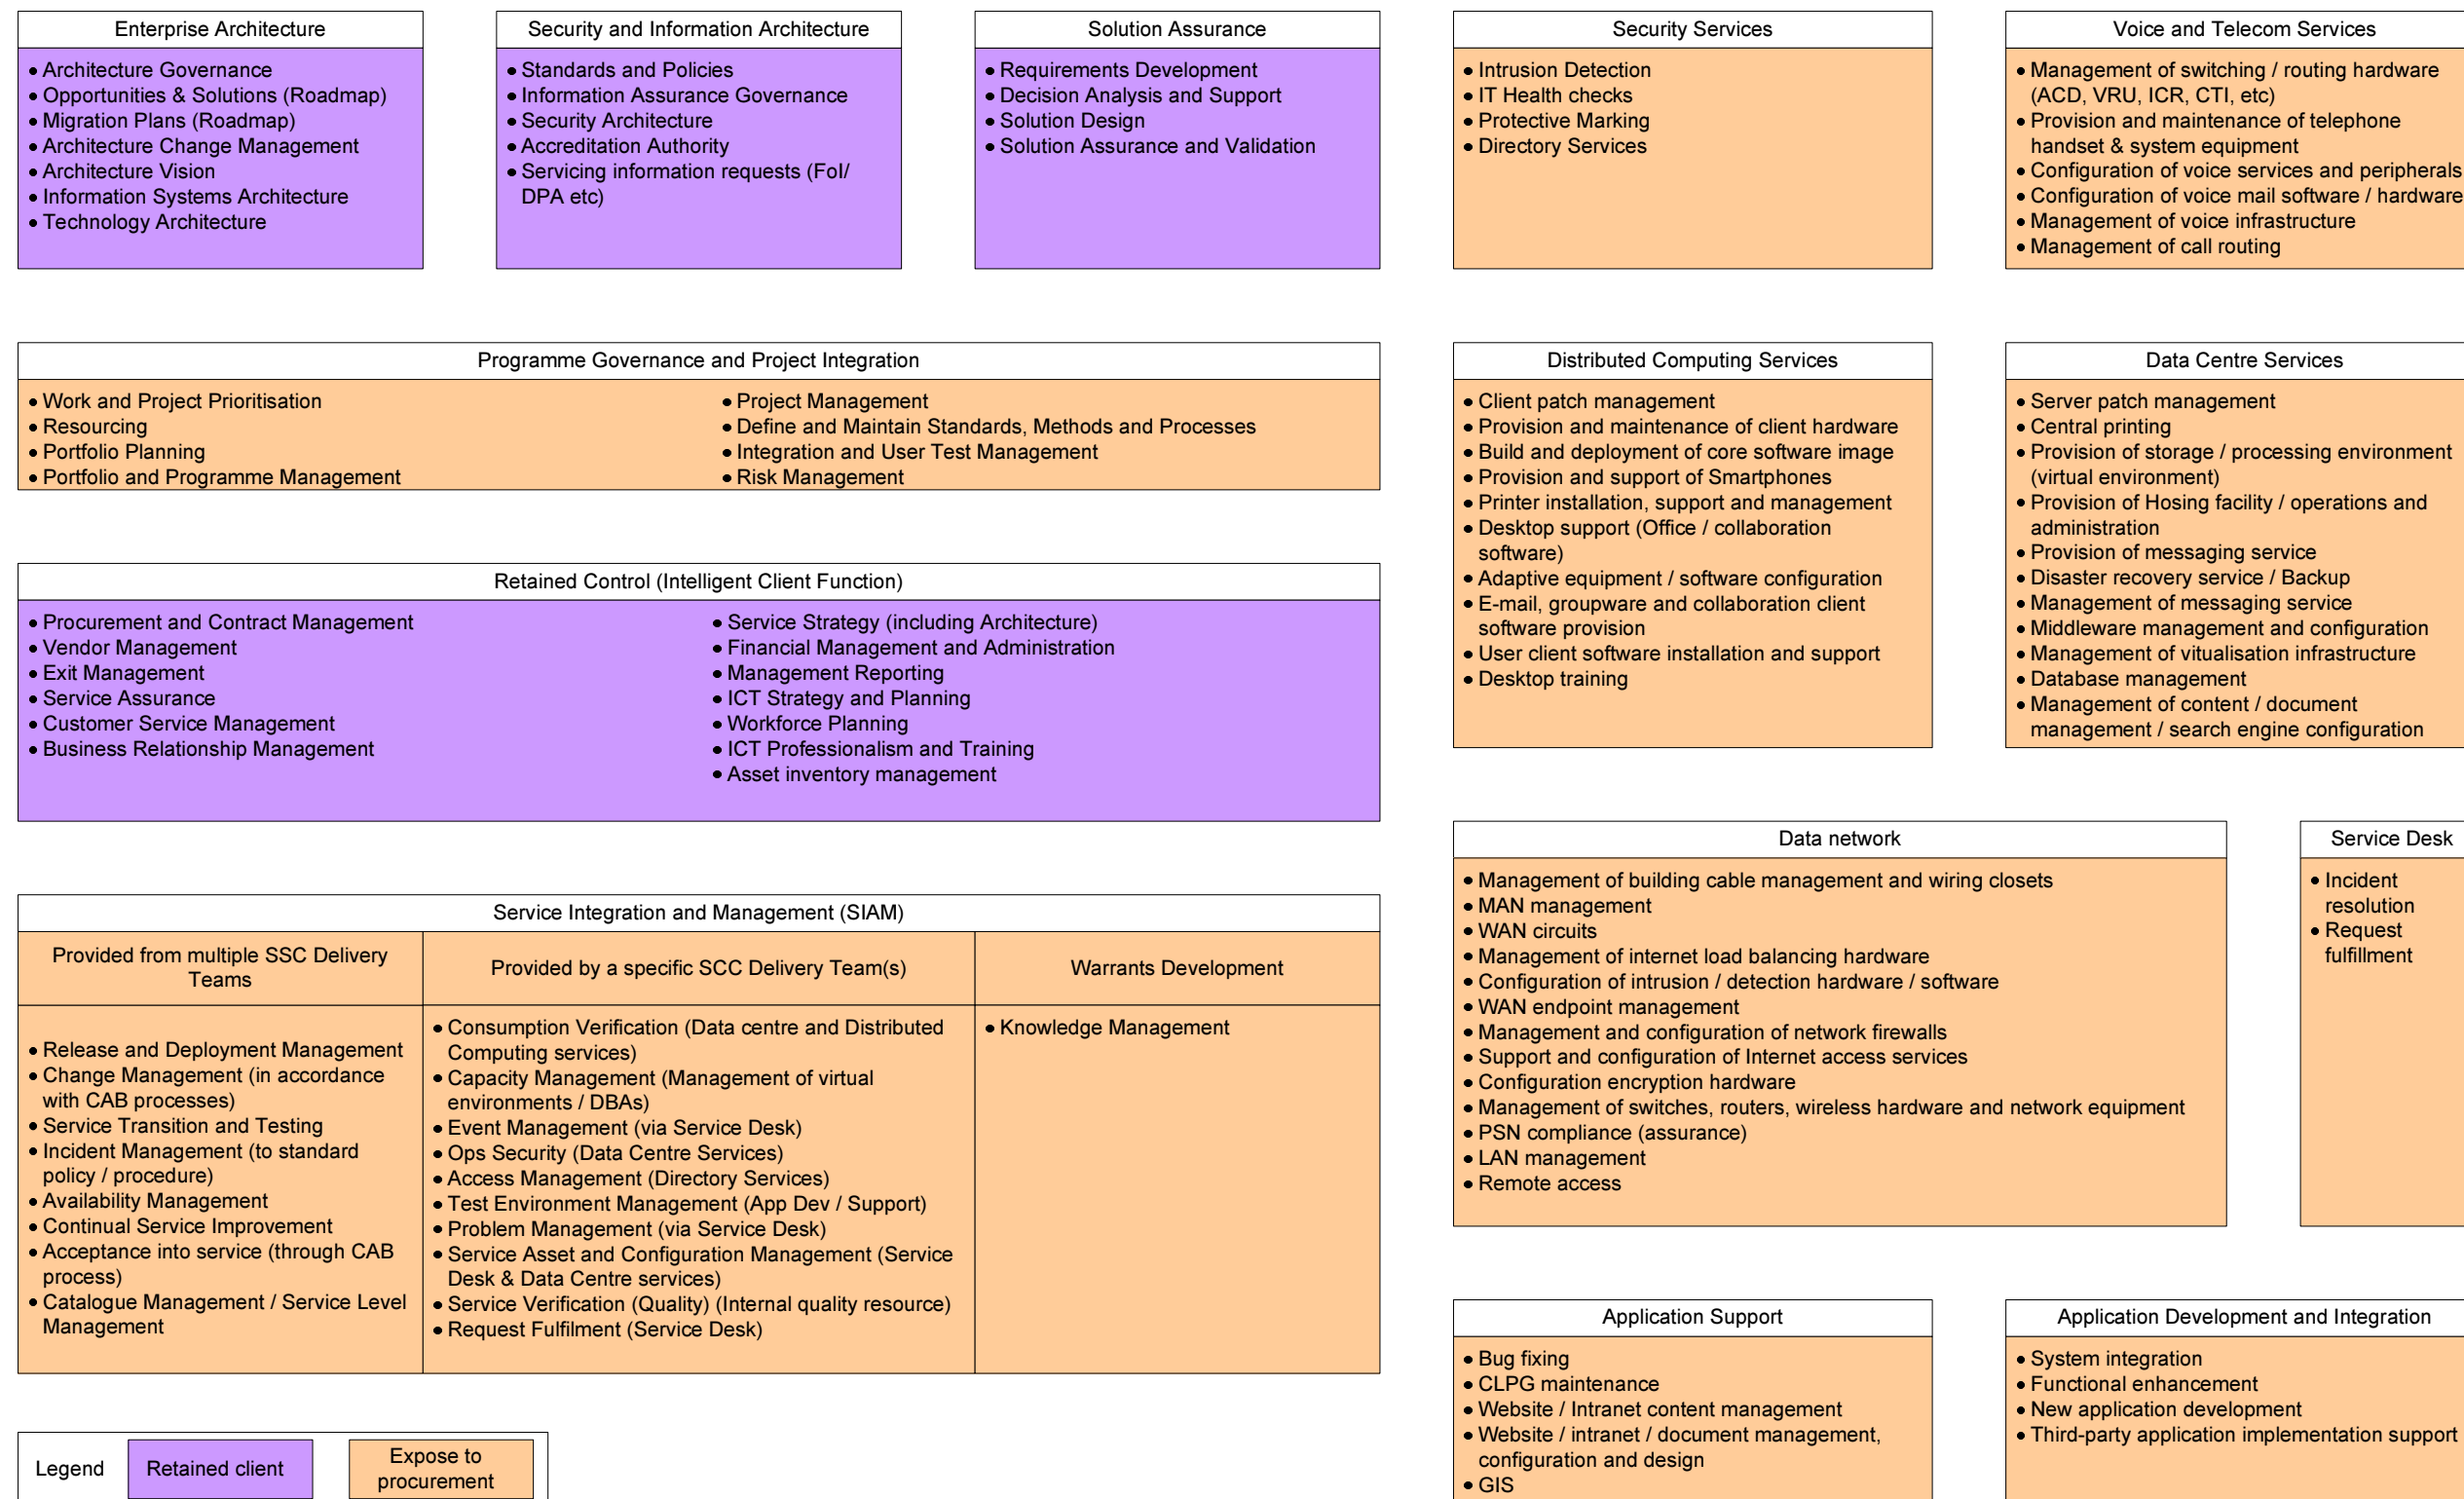 Enterprise Architecture
• Architecture Governance
• Opportunities & Solutions (Roadmap)
• Migration Plans (Roadmap)
• Architecture Change Management
• Architecture Vision
• Information Systems Architecture
• Technology Architecture
Security and Information Architecture
• Standards and Policies
• Information Assurance Governance
• Security Architecture
• Accreditation Authority
• Servicing information requests (FoI/
DPA etc)
Solution Assurance
• Requirements Development
• Decision Analysis and Support
• Solution Design
• Solution Assurance and Validation
Security Services
• Intrusion Detection
• IT Health checks
• Protective Marking
• Directory Services
Voice and Telecom Services
• Management of switching / routing hardware
(ACD, VRU, ICR, CTI, etc)
• Provision and maintenance of telephone
handset & system equipment
• Configuration of voice services and peripherals
• Configuration of voice mail software / hardware
• Management of voice infrastructure
• Management of call routing
Programme Governance and Project Integration
• Work and Project Prioritisation
• Resourcing
• Portfolio Planning
• Portfolio and Programme Management
• Project Management
• Define and Maintain Standards, Methods and Processes
• Integration and User Test Management
• Risk Management
Distributed Computing Services
• Client patch management
• Provision and maintenance of client hardware
• Build and deployment of core software image
• Provision and support of Smartphones
• Printer installation, support and management
• Desktop support (Office / collaboration
software)
• Adaptive equipment / software configuration
• E-mail, groupware and collaboration client
software provision
• User client software installation and support
• Desktop training
Data Centre Services
• Server patch management
• Central printing
• Provision of storage / processing environment
(virtual environment)
• Provision of Hosing facility / operations and
administration
• Provision of messaging service
• Disaster recovery service / Backup
• Management of messaging service
• Middleware management and configuration
• Management of vitualisation infrastructure
• Database management
• Management of content / document
management / search engine configuration
Retained Control (Intelligent Client Function)
• Procurement and Contract Management
• Vendor Management
• Exit Management
• Service Assurance
• Customer Service Management
• Business Relationship Management
• Service Strategy (including Architecture)
• Financial Management and Administration
• Management Reporting
• ICT Strategy and Planning
• Workforce Planning
• ICT Professionalism and Training
• Asset inventory management
Data network
• Management of building cable management and wiring closets
• MAN management
• WAN circuits
• Management of internet load balancing hardware
• Configuration of intrusion / detection hardware / software
• WAN endpoint management
• Management and configuration of network firewalls
• Support and configuration of Internet access services
• Configuration encryption hardware
• Management of switches, routers, wireless hardware and network equipment
• PSN compliance (assurance)
• LAN management
• Remote access
Service Desk
• Incident
resolution
• Request
fulfillment
Service Integration and Management (SIAM)
Provided from multiple SSC Delivery
Teams
• Release and Deployment Management
• Change Management (in accordance
with CAB processes)
• Service Transition and Testing
• Incident Management (to standard
policy / procedure)
• Availability Management
• Continual Service Improvement
• Acceptance into service (through CAB
process)
• Catalogue Management / Service Level
Management
Provided by a specific SCC Delivery Team(s)
• Consumption Verification (Data centre and Distributed
Computing services)
• Capacity Management (Management of virtual
environments / DBAs)
• Event Management (via Service Desk)
• Ops Security (Data Centre Services)
• Access Management (Directory Services)
• Test Environment Management (App Dev / Support)
• Problem Management (via Service Desk)
• Service Asset and Configuration Management (Service
Desk & Data Centre services)
• Service Verification (Quality) (Internal quality resource)
• Request Fulfilment (Service Desk)
Warrants Development
• Knowledge Management
Application Support
• Bug fixing
• CLPG maintenance
• Website / Intranet content management
• Website / intranet / document management,
configuration and design
• GIS
Application Development and Integration
• System integration
• Functional enhancement
• New application development
• Third-party application implementation support
Legend
Retained client
Expose to
procurement